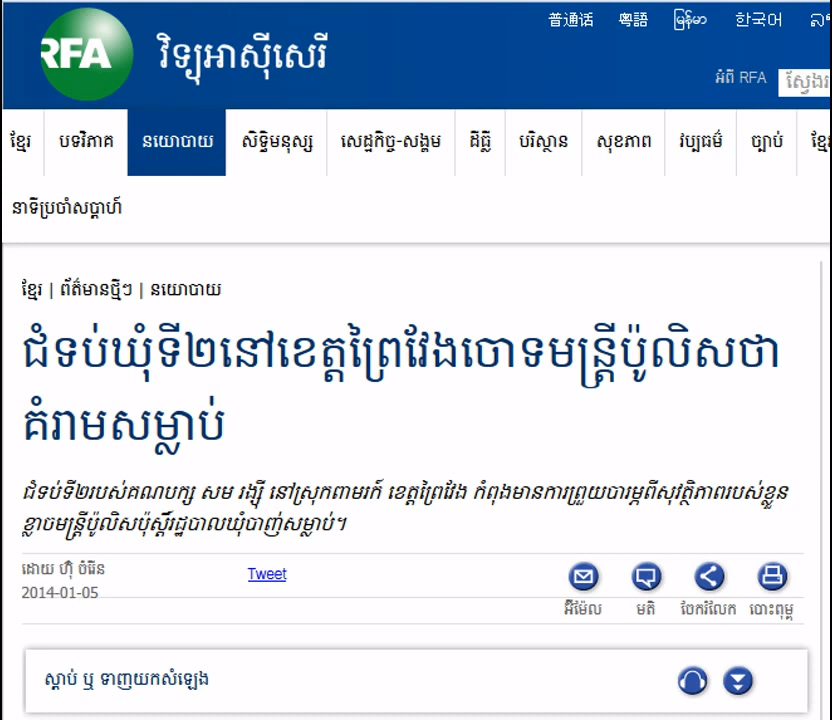 普通话 粤語 မြန်မာ 한국어
RFA វិទ្យុអាស៊ីសេរី
អំពី RFA ស្វែងរ
ខ្មែរ បទវិភាគ នយោបាយ សិទ្ធិមនុស្ស សេដ្ឋកិច្ច-សង្គម ដីធ្លី បរិស្ថាន សុខភាព វប្បធម៌ ច្បាប់ ខ្មែ
នាទីប្រចាំសប្ដាហ៍
ខ្មែរ | ព័ត៌មានថ្មីៗ | នយោបាយ
ជំទប់ឃុំទី២នៅខេត្តព្រៃវែងចោទមន្ត្រីប៉ូលិសថា
គំរាមសម្លាប់
ជំទប់ទី២របស់គណបក្ស សម រង្ស៊ី នៅស្រុកពាមរក៍ ខេត្តព្រៃវែង កំពុងមានការព្រួយបារម្ភពីសុវត្ថិភាពរបស់ខ្លួន
ខ្លាចមន្ត្រីប៉ូលិសប៉ុស្តិ៍រដ្ឋបាលឃុំបាញ់សម្លាប់។
ដោយ ហ៊ុំ ចំរើន
2014-01-05
Tweet
អ៊ីម៉ែល មតិ ចែករំលែក បោះពុម្ព
ស្ដាប់ ឬ ទាញយកសំឡេង